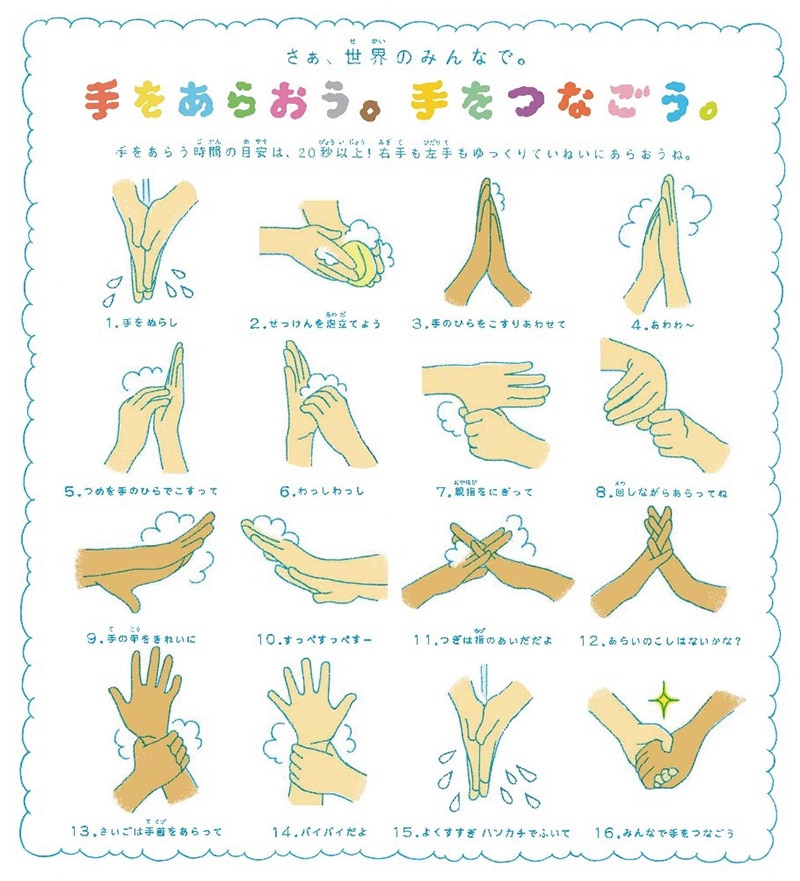 さぁ、世界のみんなで。
手をあらおう。手をつなごう。
手をあらう時間の目安は、20秒以上!右手も左手もゆっくりていねいにあらおうね。
1.手をぬらし
2.せっけんを泡立てよう
3.手のひらをこすりあわせて
4.あわわ〜
5.つめを手のひらでこすって
6.わっしわっし
7.親指をにぎって
8.回しながらあらってね
9.手の甲をきれいに
10.すっぺすっぺすー
11.つぎは指のあいだだよ
12.あらいのこしはないかな?
13.さいごは手首をあらって
14.バイバイだよ
15.よくすすぎ ハンカチでふいて
16.みんなで手をつなごう